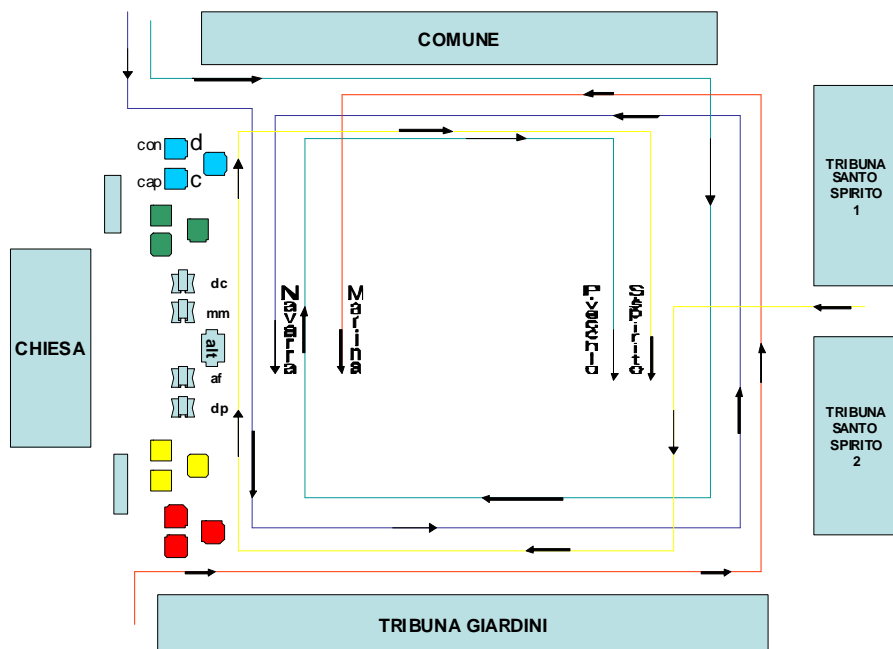 COMUNE
con
d
cap
c
TRIBUNA
SANTO
SPIRITO
1
dc
mm
CHIESA
alt
af
dp
Navarra
Marina
P.vecchio
S.spirito
TRIBUNA
SANTO
SPIRITO
2
TRIBUNA GIARDINI